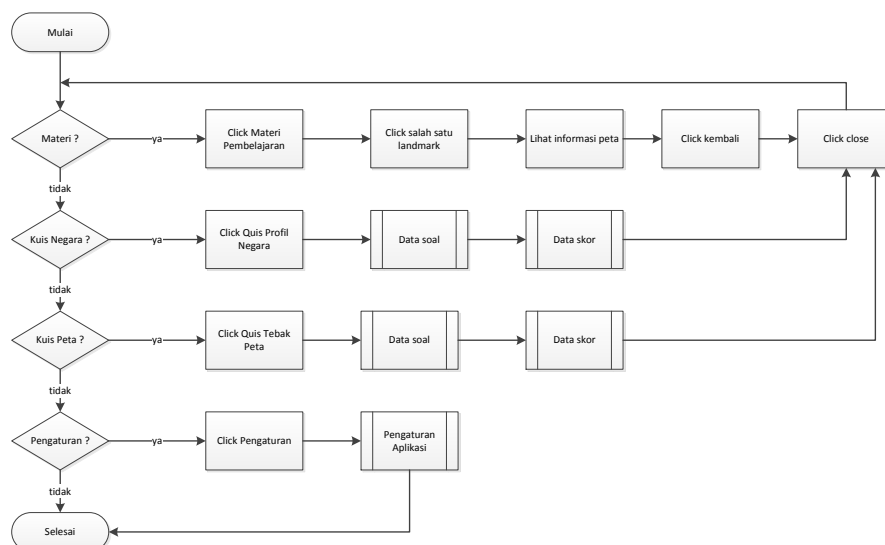 Mulai
Materi ?
ya
Click Materi
Pembelajaran
Click salah satu
landmark
Lihat informasi peta
Click kembali
Click close
tidak
Kuis Negara ?
ya
Click Quis Profil
Negara
Data soal
Data skor
tidak
Kuis Peta ?
ya
Click Quis Tebak
Peta
Data soal
Data skor
tidak
Pengaturan ?
ya
Click Pengaturan
Pengaturan
Aplikasi
tidak
Selesai